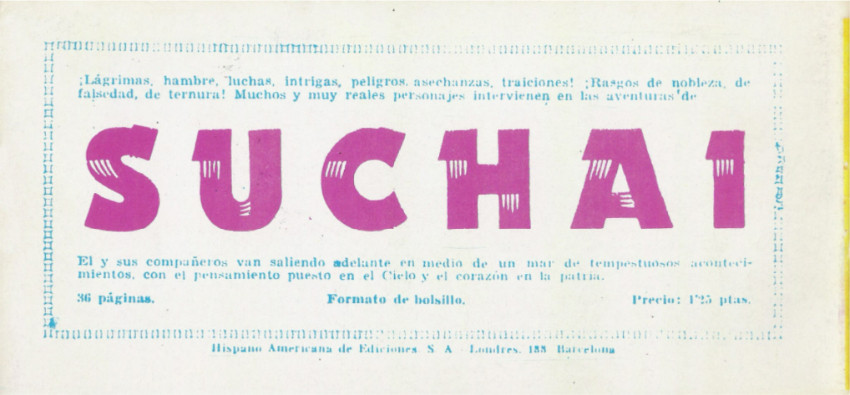 ¡Lágrimas, hambre, luchas, intrigas, peligros, asechanzas, traiciones! ¡Rasgos de nobleza, de
falsedad, de ternura! Muchos y muy reales personajes intervienen en las aventuras de
SUCHAI
El y sus compañeros van saliendo adelante en medio de un mar de tempestuosos aconteci-
mientos, con el pensamiento puesto en el Cielo y el corazón en la patria.
36 páginas. Formato de bolsillo. Precio: 1'25 ptas.
Hispano Americana de Ediciones S. A - Londres, 188 Barcelona